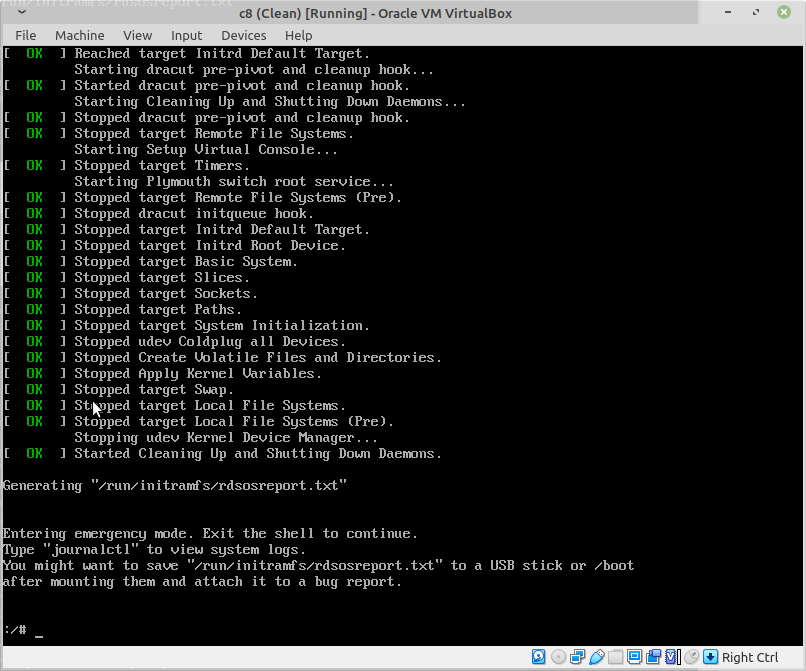 run/initramfs/rdsosreport.txt
c8 (Clean) [Running] - Oracle VM VirtualBox
File Machine View Input Devices Help
[  OK  ] Reached target Initrd Default Target.
Starting dracut pre-pivot and cleanup hook...
[  OK  ] Started dracut pre-pivot and cleanup hook.
Starting Cleaning Up and Shutting Down Daemons...
[  OK  ] Stopped dracut pre-pivot and cleanup hook.
[  OK  ] Stopped target Remote File Systems.
Starting Setup Virtual Console...
[  OK  ] Stopped target Timers.
Starting Plymouth switch root service...
[  OK  ] Stopped target Remote File Systems (Pre).
[  OK  ] Stopped dracut initqueue hook.
[  OK  ] Stopped target Initrd Default Target.
[  OK  ] Stopped target Initrd Root Device.
[  OK  ] Stopped target Basic System.
[  OK  ] Stopped target Slices.
[  OK  ] Stopped target Sockets.
[  OK  ] Stopped target Paths.
[  OK  ] Stopped target System Initialization.
[  OK  ] Stopped udev Coldplug all Devices.
[  OK  ] Stopped Create Volatile Files and Directories.
[  OK  ] Stopped Apply Kernel Variables.
[  OK  ] Stopped target Swap.
[  OK  ] Stopped target Local File Systems.
[  OK  ] Stopped target Local File Systems (Pre).
Stopping udev Kernel Device Manager...
[  OK  ] Started Cleaning Up and Shutting Down Daemons.
Generating "/run/initramfs/rdsosreport.txt"
Entering emergency mode. Exit the shell to continue.
Type "journalctl" to view system logs.
You might want to save "/run/initramfs/rdsosreport.txt" to a USB stick or /boot
after mounting them and attach it to a bug report.
:/# _
Right Ctrl